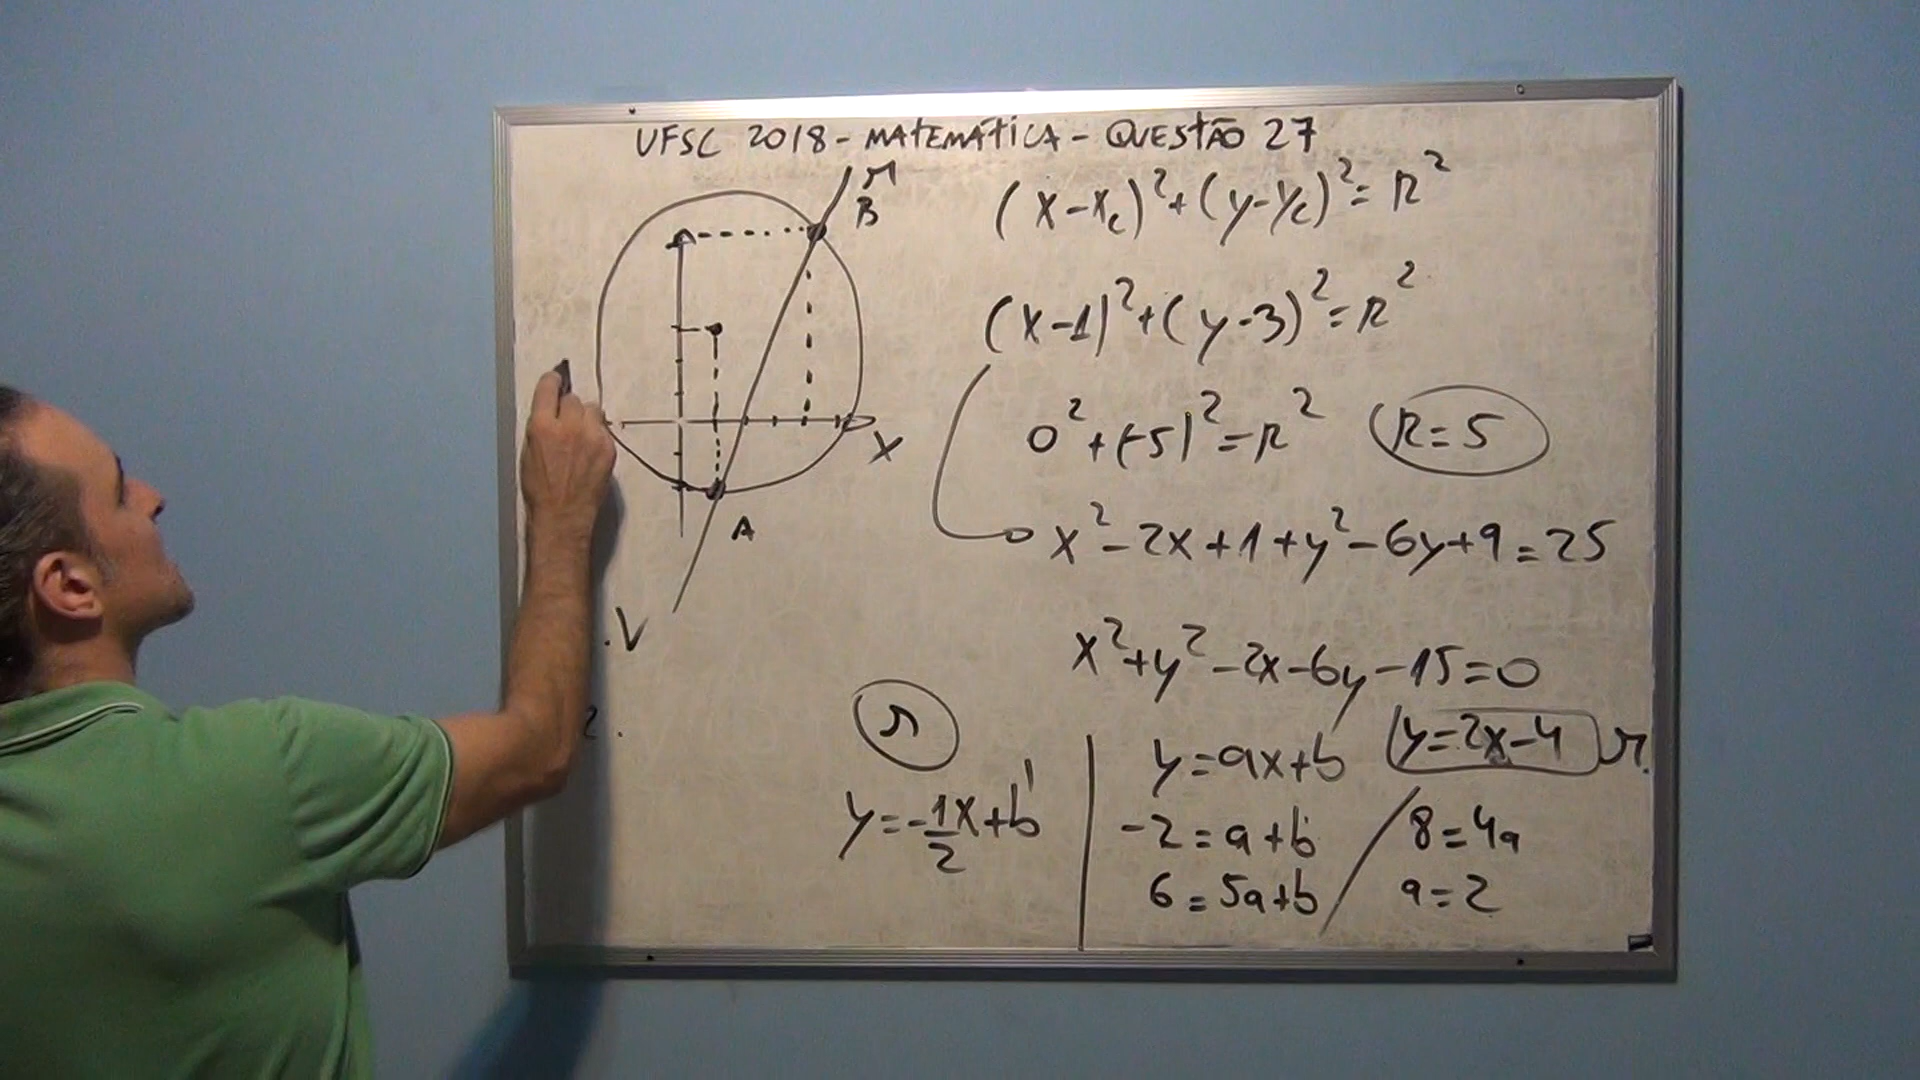 UFSC 2018 - MATEMÁTICA - QUESTÃO 27
r
B
X
A
.V
2.
(x-xc)²+(y-yc)²=R²
(x-1)²+(y-3)²=R²
0²+(-5)²=R² R=5
x²-2x+1+y²-6y+9=25
x²+y²-2x-6y-15=0
r
y=-1/2x+b'
y=ax+b y=2x-4 r.
-2=a+b 8=4a
6=5a+b a=2